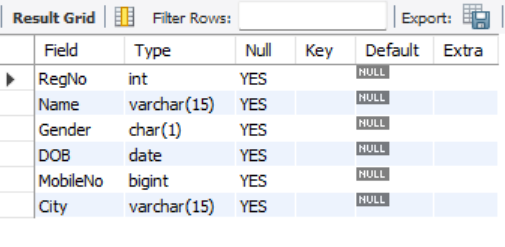 Result Grid Filter Rows: Export:
Field Type Null Key Default Extra
RegNo int YES NULL
Name varchar(15) YES NULL
Gender char(1) YES NULL
DOB date YES NULL
MobileNo bigint YES NULL
City varchar(15) YES NULL